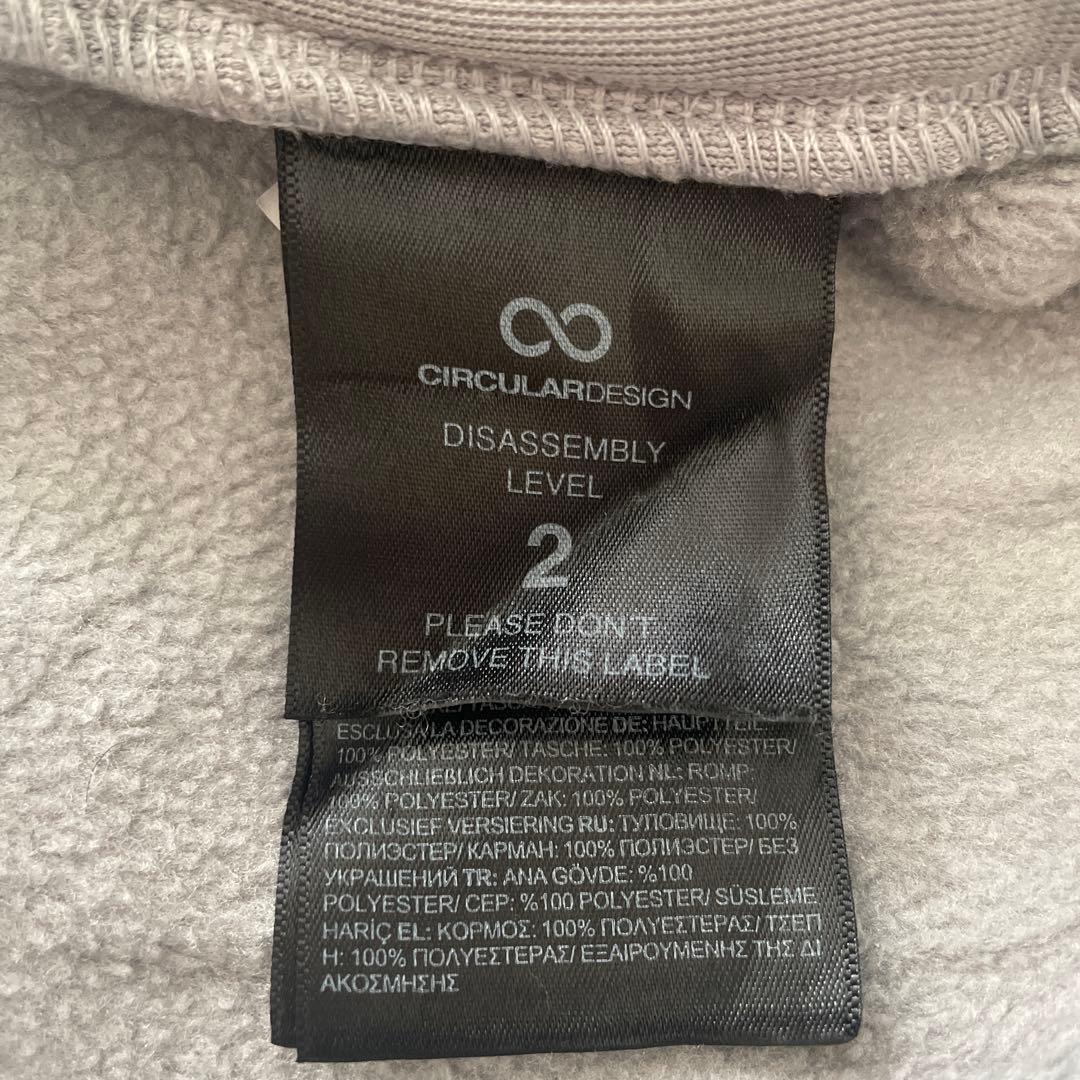 CIRCULARDESIGN
DISASSEMBLY
LEVEL
2
PLEASE DON'T
REMOVE THIS LABEL
ESCLUSA LA DECORAZIONE DE: HAUPTTEIL:
100% POLYESTER/ TASCHE: 100% POLYESTER/
AUSSCHLIEßLICH DEKORATION NL: ROMP:
100% POLYESTER/ ZAK: 100% POLYESTER/
EXCLUSIEF VERSIERING RU: ТУЛОВИЩЕ: 100%
ПОЛИЭСТЕР/ КАРМАН: 100% ПОЛИЭСТЕР/ БЕЗ
УКРАШЕНИЙ TR: ANA GÖVDE: %100
POLYESTER/ CEP: %100 POLYESTER/ SÜSLEME
HARİÇ EL: ΚΟΡΜΟΣ: 100% ΠΟΛΥΕΣΤΕΡΑΣ/ ΤΣΕΠ
Η: 100% ΠΟΛΥΕΣΤΕΡΑΣ/ ΕΞΑΙΡΟΥΜΕΝΗΣ ΤΗΣ ΔΙ
ΑΚΟΣΜΗΣΗΣ